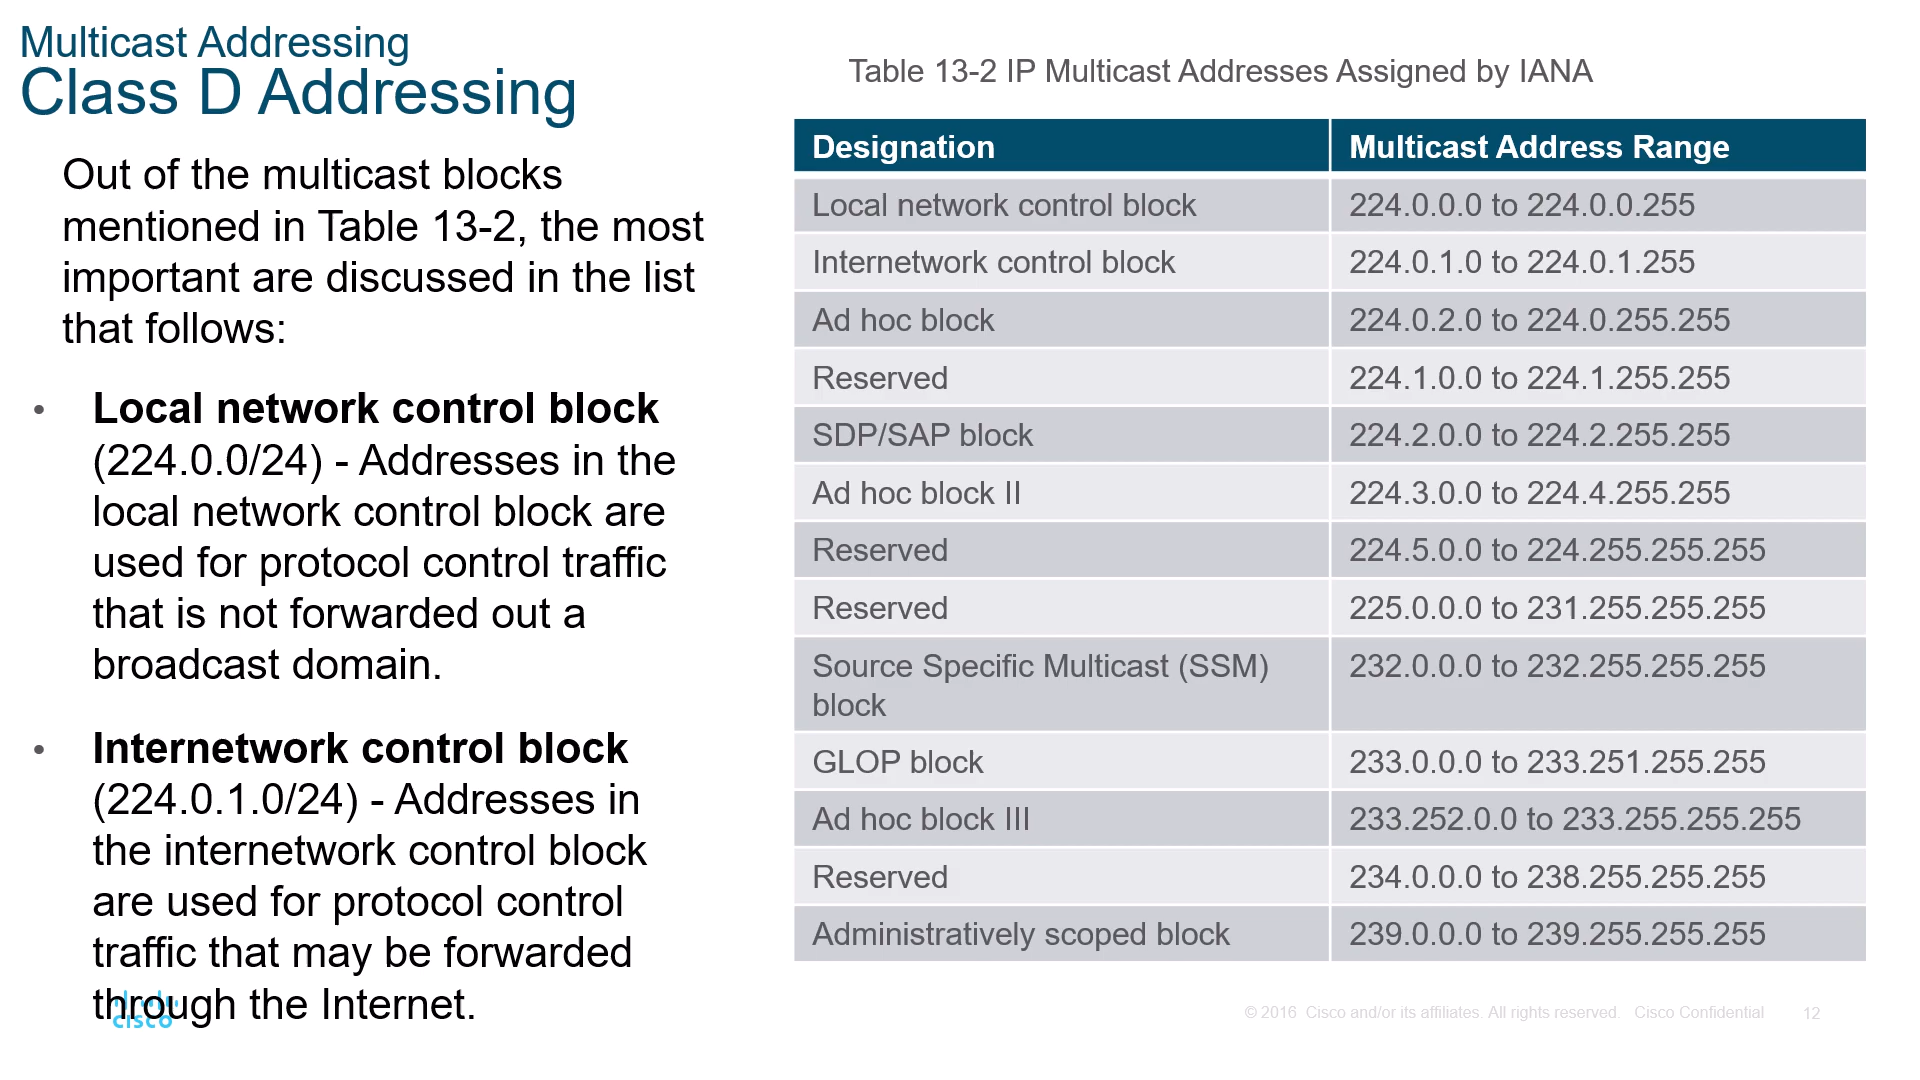 Multicast Addressing
Class D Addressing
Out of the multicast blocks
mentioned in Table 13-2, the most
important are discussed in the list
that follows:
• Local network control block
(224.0.0/24) - Addresses in the
local network control block are
used for protocol control traffic
that is not forwarded out a
broadcast domain.
• Internetwork control block
(224.0.1.0/24) - Addresses in
the internetwork control block
are used for protocol control
traffic that may be forwarded
through the Internet.
cisco
Table 13-2 IP Multicast Addresses Assigned by IANA
Designation Multicast Address Range
Local network control block 224.0.0.0 to 224.0.0.255
Internetwork control block 224.0.1.0 to 224.0.1.255
Ad hoc block 224.0.2.0 to 224.0.255.255
Reserved 224.1.0.0 to 224.1.255.255
SDP/SAP block 224.2.0.0 to 224.2.255.255
Ad hoc block II 224.3.0.0 to 224.4.255.255
Reserved 224.5.0.0 to 224.255.255.255
Reserved 225.0.0.0 to 231.255.255.255
Source Specific Multicast (SSM) 232.0.0.0 to 232.255.255.255
block
GLOP block 233.0.0.0 to 233.251.255.255
Ad hoc block III 233.252.0.0 to 233.255.255.255
Reserved 234.0.0.0 to 238.255.255.255
Administratively scoped block 239.0.0.0 to 239.255.255.255
© 2016 Cisco and/or its affiliates. All rights reserved. Cisco Confidential 12